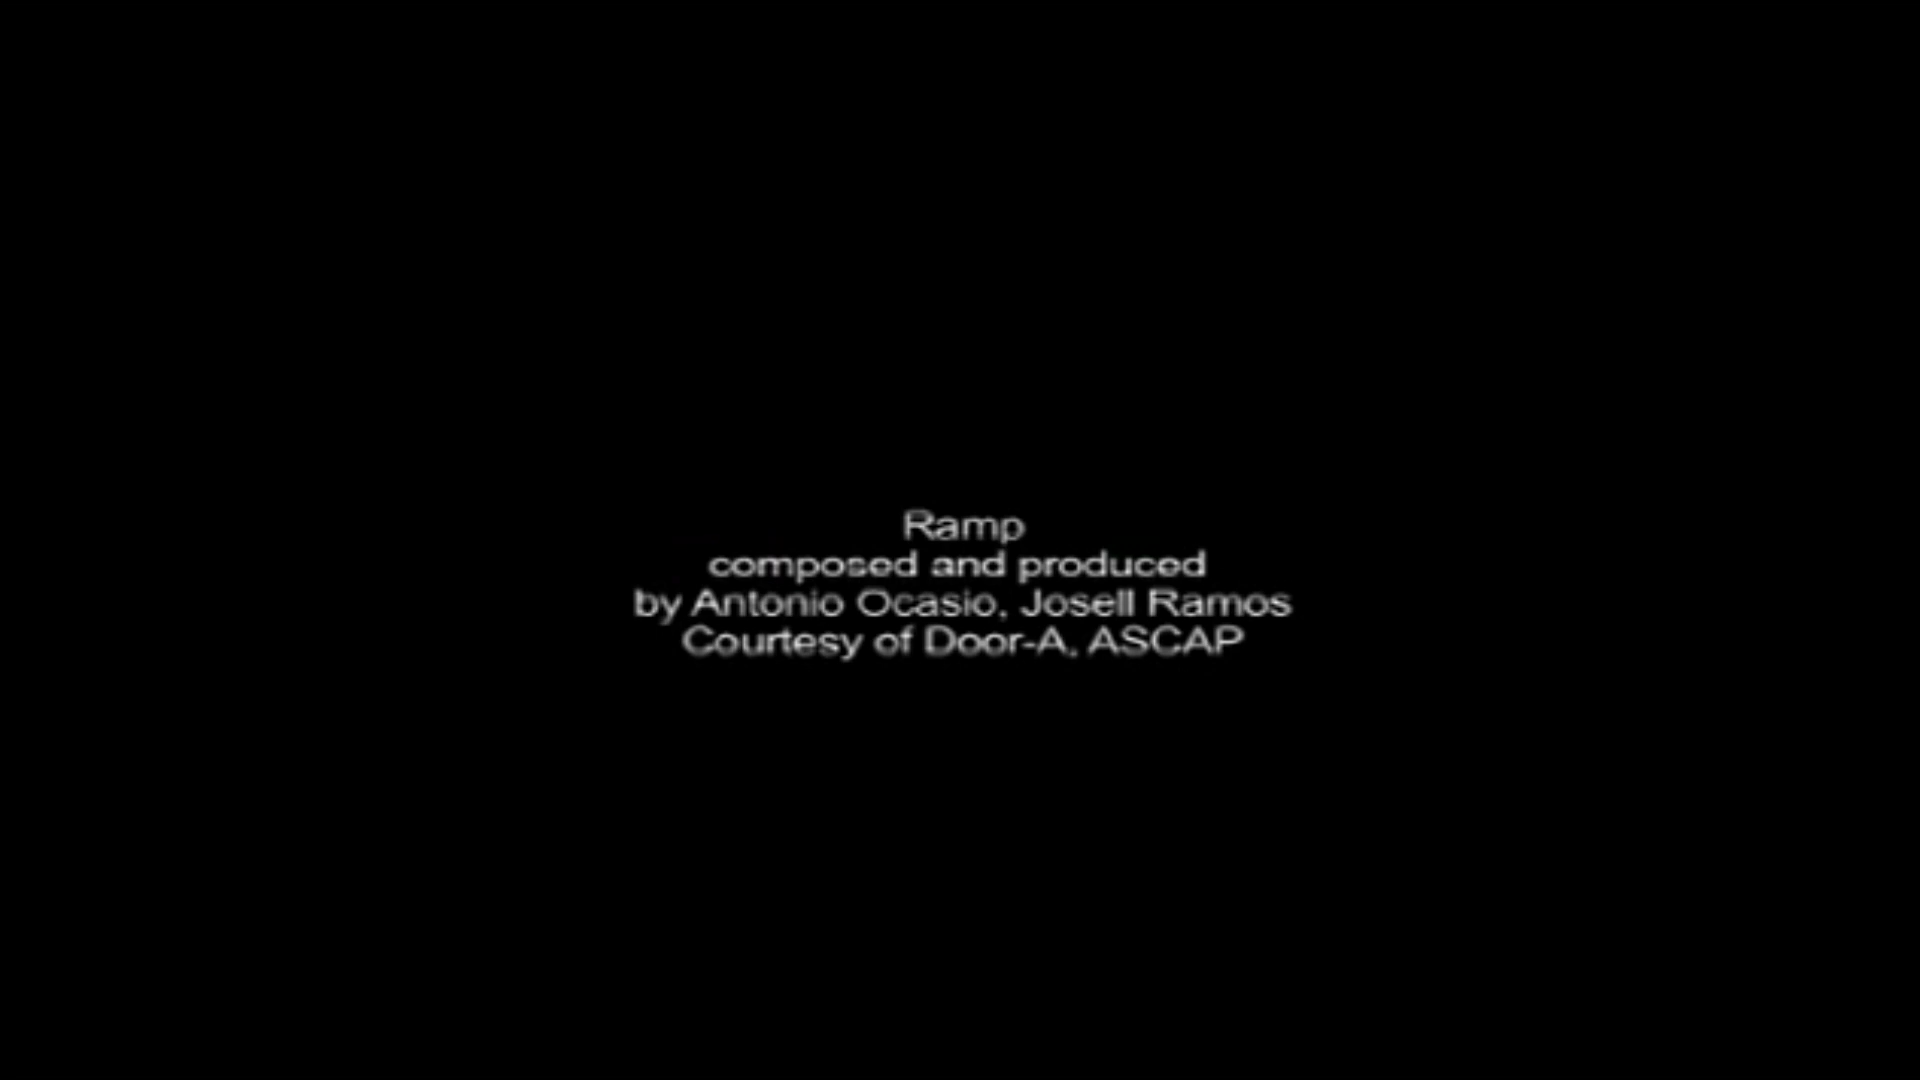 Ramp
composed and produced
by Antonio Ocasio, Josell Ramos
Courtesy of Door-A, ASCAP